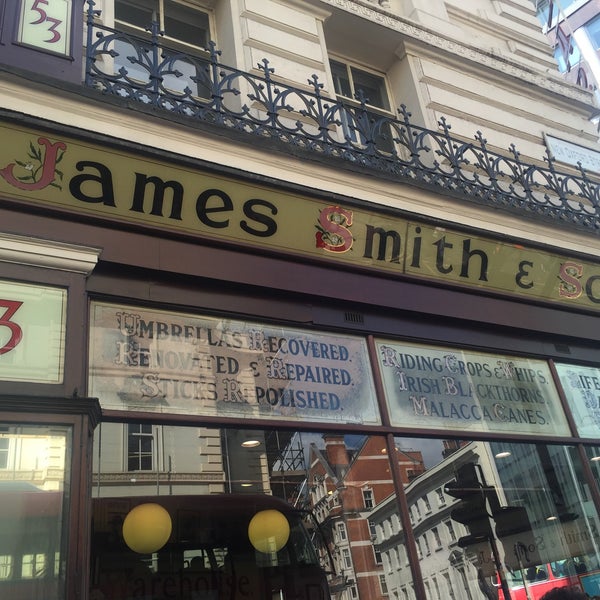 53
James Smith & So
3
Umbrellas Recovered.
Renovated & Repaired.
Sticks Repolished.
Riding Crops & Whips.
Irish Blackthorns
Malacca Canes.